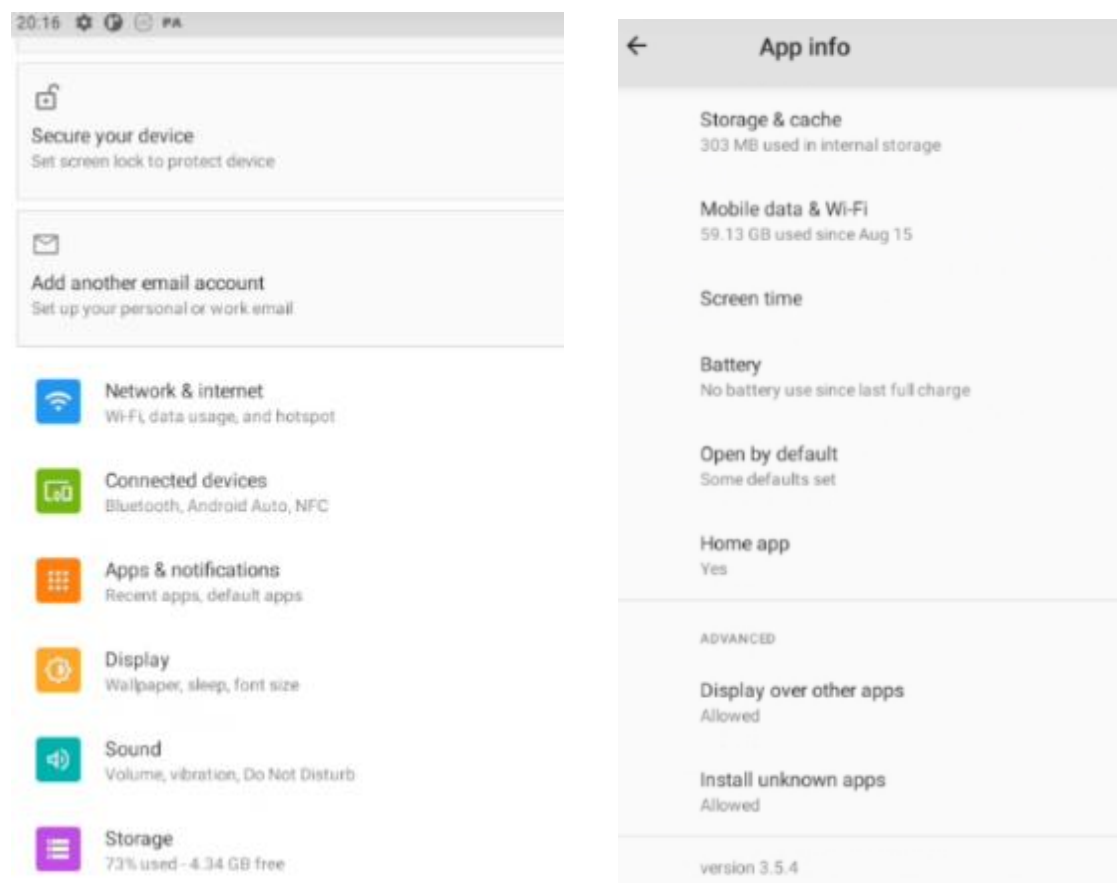 20:16 PA
Secure your device
Set screen lock to protect device
Add another email account
Set up your personal or work email
Network & internet
Wi-Fi, data usage, and hotspot
Connected devices
Bluetooth, Android Auto, NFC
Apps & notifications
Recent apps, default apps
Display
Wallpaper, sleep, font size
Sound
Volume, vibration, Do Not Disturb
Storage
73% used - 4.34 GB free
App info
Storage & cache
303 MB used in internal storage
Mobile data & Wi-Fi
59.13 GB used since Aug 15
Screen time
Battery
No battery use since last full charge
Open by default
Some defaults set
Home app
Yes
ADVANCED
Display over other apps
Allowed
Install unknown apps
Allowed
version 3.5.4